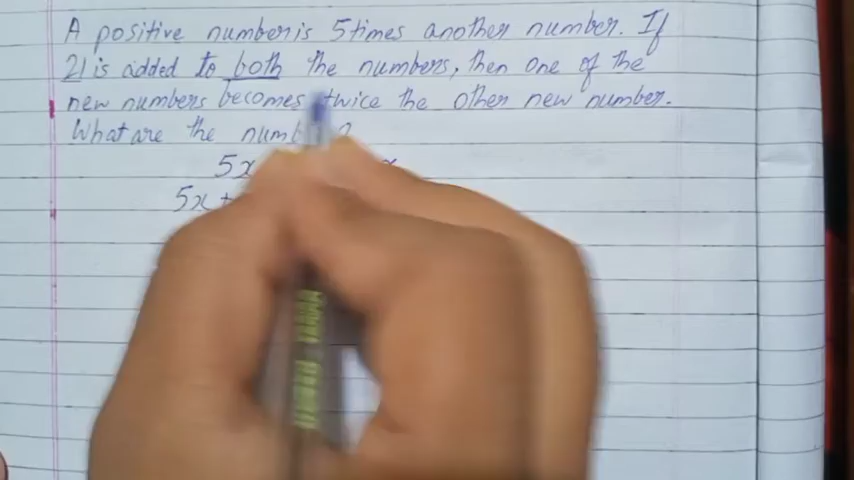 A positive number is 5 times another number. If
21 is added to both the numbers, then one of the
new numbers becomes twice the other new number.
What are the
5x x
5x +